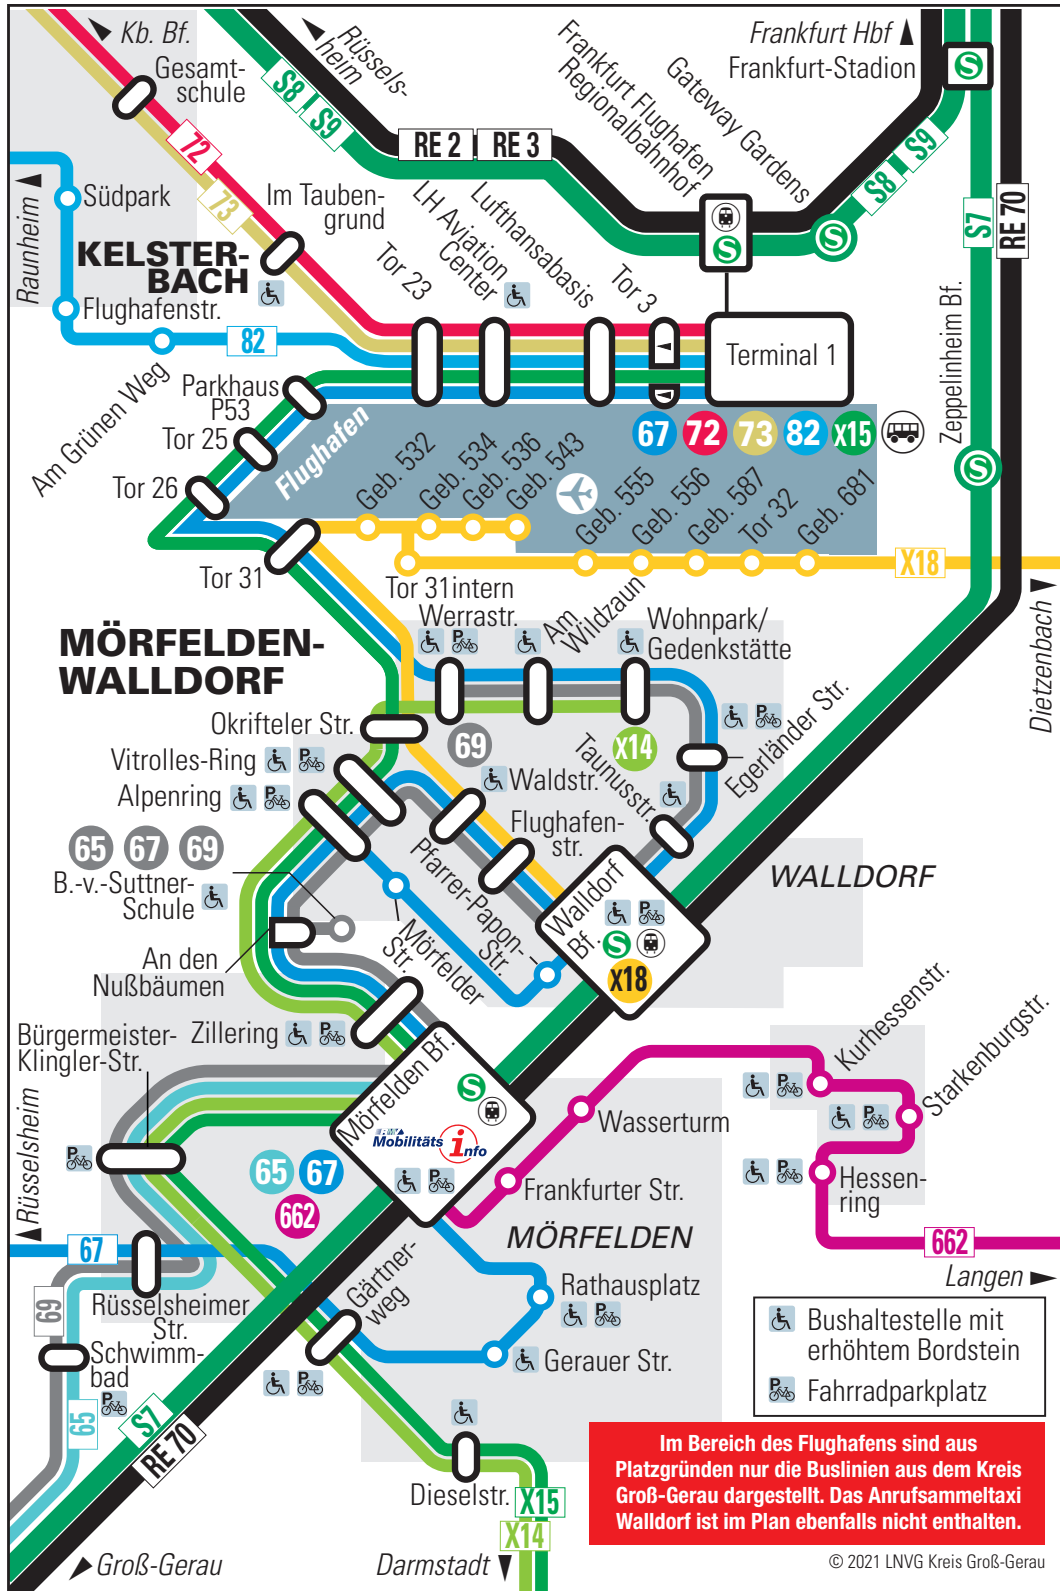 Kb. Bf.
Gesamt-
schule
Rüssels-
heim
S8
S9
72
73
RE 2
RE 3
Frankfurt Flughafen
Regionalbahnhof
Gateway Gardens
Frankfurt Hbf
Frankfurt-Stadion
S
S8
S9
S7
RE 70
Raunheim
Südpark
KELSTER-
BACH
Flughafenstr.
82
Am Grünen Weg
Im Tauben-
grund
Tor 23
LH Aviation
Center
Lufthansabasis
Tor 3
S
S
Terminal 1
Zeppelinheim Bf.
S
Parkhaus
P53
Tor 25
Tor 26
Flughafen
67
72
73
82
X15
Geb. 532
Geb. 534
Geb. 536
Geb. 543
Geb. 555
Geb. 556
Geb. 587
Tor 32
Geb. 681
Tor 31
Tor 31intern
X18
Dietzenbach
MÖRFELDEN-
WALLDORF
Werrastr.
P
Am
Wildzaun
Wohnpark/
Gedenkstätte
69
X14
Okrifteler Str.
Vitrolles-Ring
P
Alpenring
P
Waldstr.
Flughafen-
str.
Taunusstr.
Egerländer Str.
P
65
67
69
B.-v.-Suttner-
Schule
An den
Nußbäumen
Zillering
P
Mörfelder
Str.
Pfarrer-Papon-
Str.
Walldorf
Bf.
P
S
X18
WALLDORF
Bürgermeister-
Klingler-Str.
P
Mörfelden Bf.
S
Mobilitäts
info
P
65
67
662
Kurhessenstr.
P
Starkenburgstr.
P
Hessen-
ring
P
Wasserturm
Frankfurter Str.
MÖRFELDEN
662
Langen
Rüsselsheim
67
69
65
Rüsselsheimer
Str.
Schwimm-
bad
P
Gärtner-
weg
P
Rathausplatz
P
Gerauer Str.
S7
RE 70
Dieselstr.
X15
X14
Groß-Gerau
Darmstadt
Bushaltestelle mit
erhöhtem Bordstein
P
Fahrradparkplatz
Im Bereich des Flughafens sind aus
Platzgründen nur die Buslinien aus dem Kreis
Groß-Gerau dargestellt. Das Anrufsammeltaxi
Walldorf ist im Plan ebenfalls nicht enthalten.
© 2021 LNVG Kreis Groß-Gerau